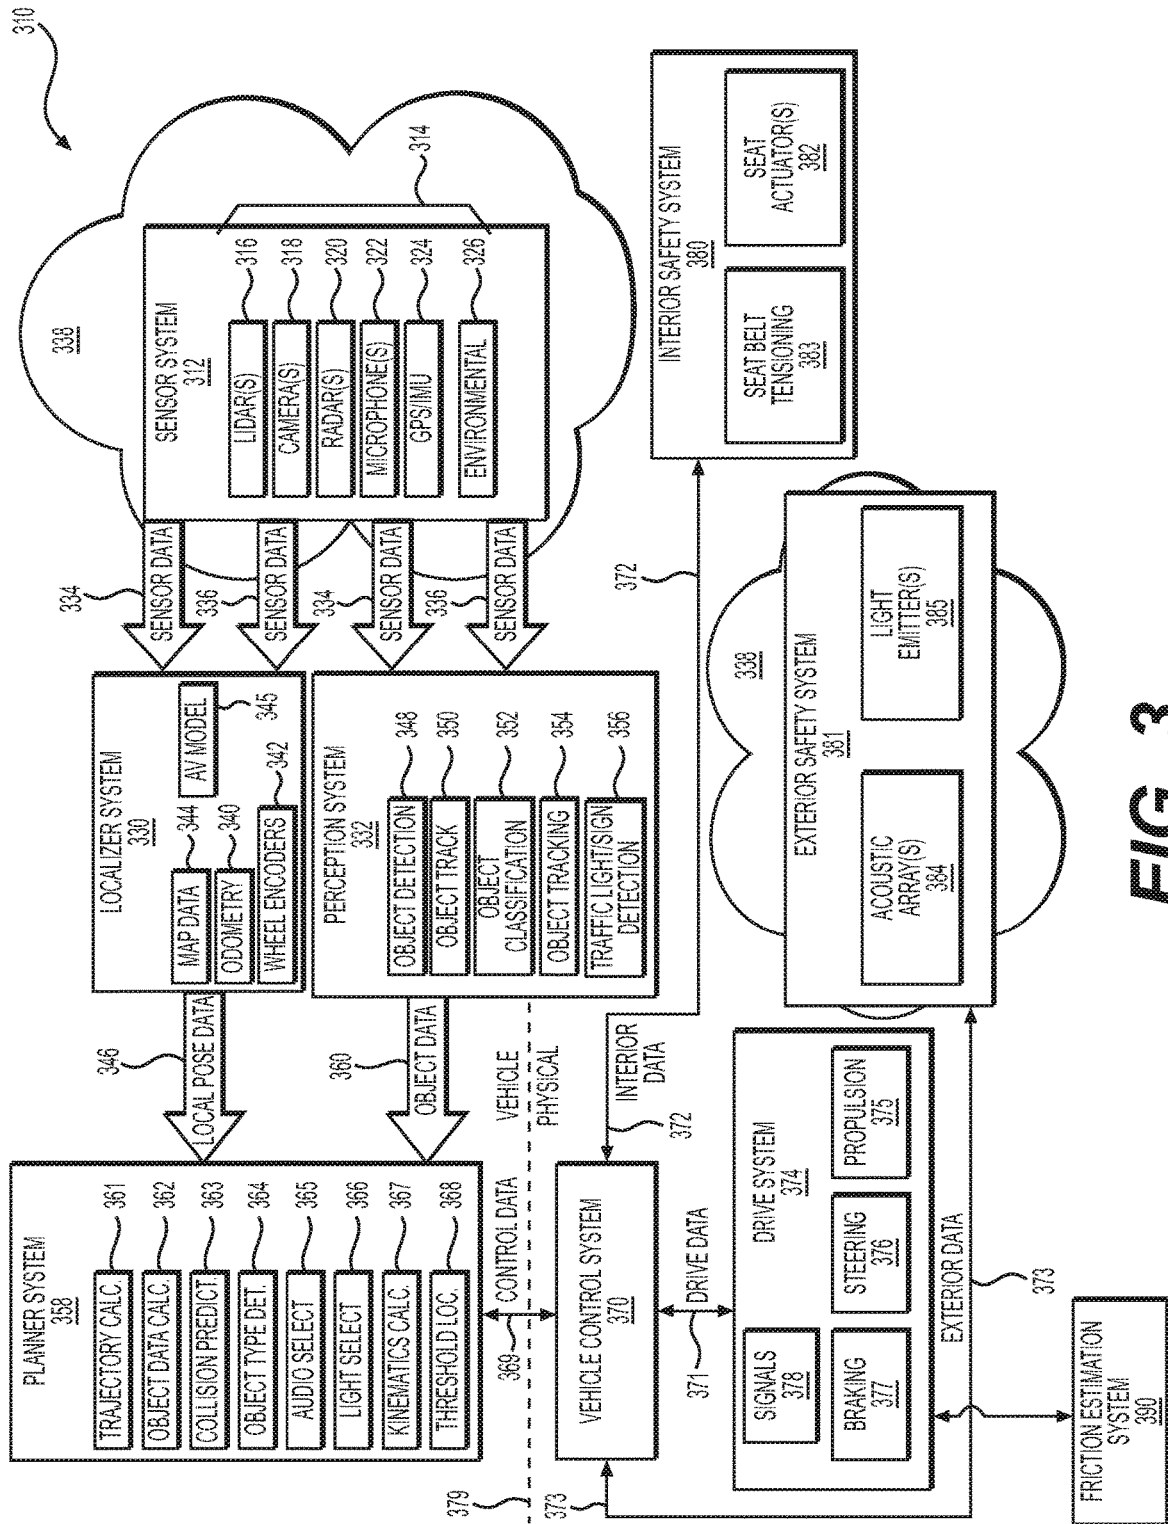 310
338
SENSOR SYSTEM
312
314
LIDAR(S)
316
CAMERA(S)
318
RADAR(S)
320
MICROPHONE(S)
322
GPS/IMU
324
ENVIRONMENTAL
326
334
SENSOR DATA
336
SENSOR DATA
334
SENSOR DATA
336
SENSOR DATA
LOCALIZER SYSTEM
330
AV MODEL
345
MAP DATA
344
ODOMETRY
340
WHEEL ENCODERS
342
PERCEPTION SYSTEM
332
OBJECT DETECTION
348
OBJECT TRACK
350
OBJECT
CLASSIFICATION
352
OBJECT TRACKING
354
TRAFFIC LIGHT/SIGN
DETECTION
356
346
LOCAL POSE DATA
360
OBJECT DATA
PLANNER SYSTEM
358
TRAJECTORY CALC.
361
OBJECT DATA CALC.
362
COLLISION PREDICT.
363
OBJECT TYPE DET.
364
AUDIO SELECT
365
LIGHT SELECT
366
KINEMATICS CALC.
367
THRESHOLD LOC.
368
369
CONTROL DATA
VEHICLE
PHYSICAL
379
VEHICLE CONTROL SYSTEM
370
372
INTERIOR
DATA
372
INTERIOR SAFETY SYSTEM
380
SEAT BELT
TENSIONING
383
SEAT
ACTUATOR(S)
382
371
DRIVE DATA
DRIVE SYSTEM
374
SIGNALS
378
BRAKING
377
STEERING
376
PROPULSION
375
373
EXTERIOR DATA
373
338
EXTERIOR SAFETY SYSTEM
381
ACOUSTIC
ARRAY(S)
384
LIGHT
EMITTER(S)
385
FRICTION ESTIMATION
SYSTEM
390
FIG. 3